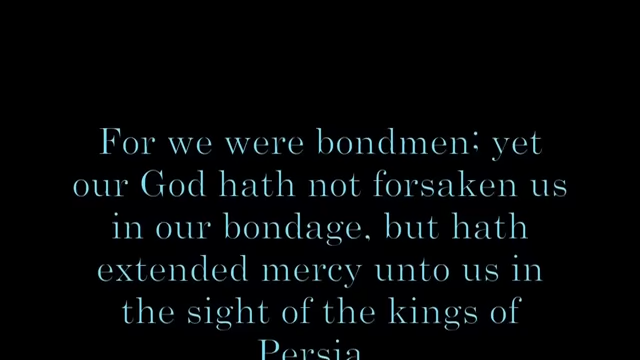 For we were bondmen; yet
our God hath not forsaken us
in our bondage, but hath
extended mercy unto us in
the sight of the kings of
Persia